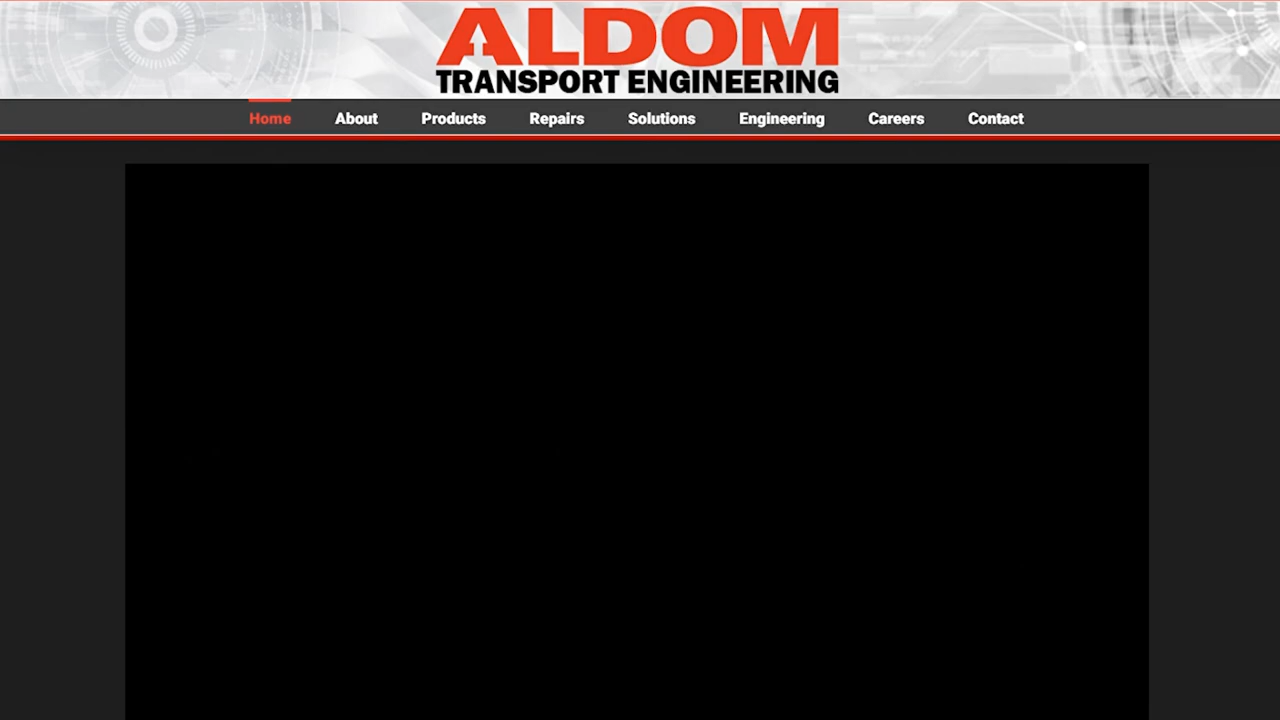 ALDOM
TRANSPORT ENGINEERING
Home About Products Repairs Solutions Engineering Careers Contact